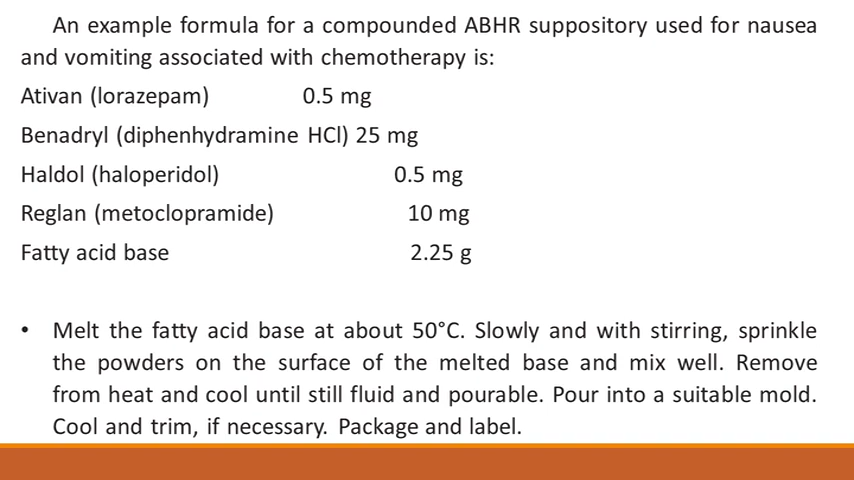 An example formula for a compounded ABHR suppository used for nausea
and vomiting associated with chemotherapy is:
Ativan (lorazepam) 0.5 mg
Benadryl (diphenhydramine HCl) 25 mg
Haldol (haloperidol) 0.5 mg
Reglan (metoclopramide) 10 mg
Fatty acid base 2.25 g
• Melt the fatty acid base at about 50°C. Slowly and with stirring, sprinkle
the powders on the surface of the melted base and mix well. Remove
from heat and cool until still fluid and pourable. Pour into a suitable mold.
Cool and trim, if necessary. Package and label.